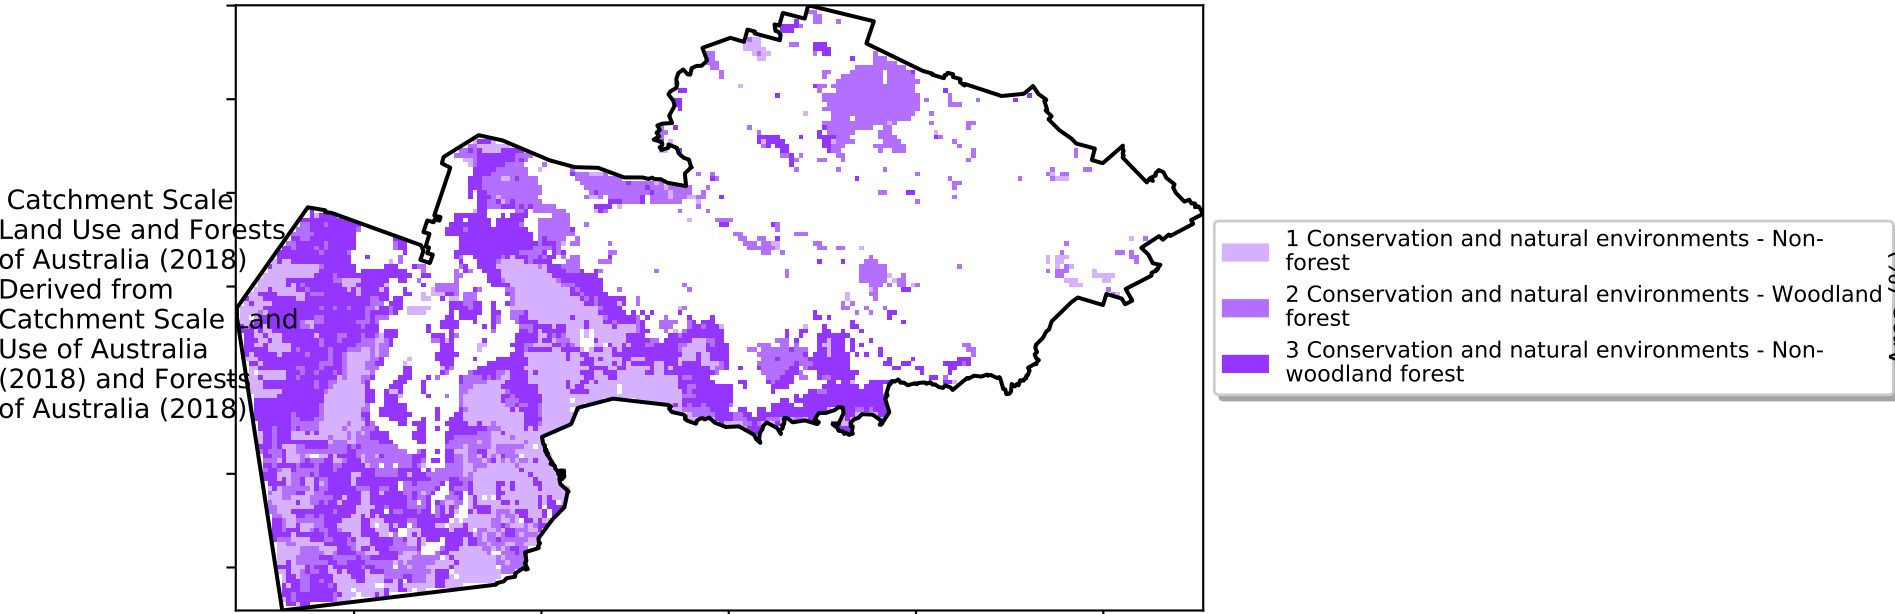 Catchment Scale
Land Use and Forests
of Australia (2018)
Derived from
Catchment Scale Land
Use of Australia
(2018) and Forests
of Australia (2018)
1 Conservation and natural environments - Non-
forest
2 Conservation and natural environments - Woodland
forest
3 Conservation and natural environments - Non-
woodland forest